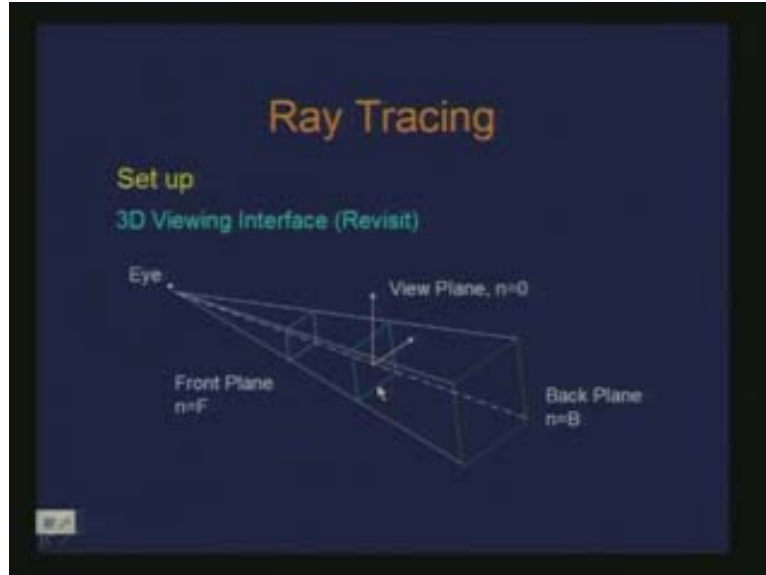 Ray Tracing
Set up
3D Viewing Interface (Revisit)
Eye
View Plane, n=0
Front Plane
n=F
Back Plane
n=B